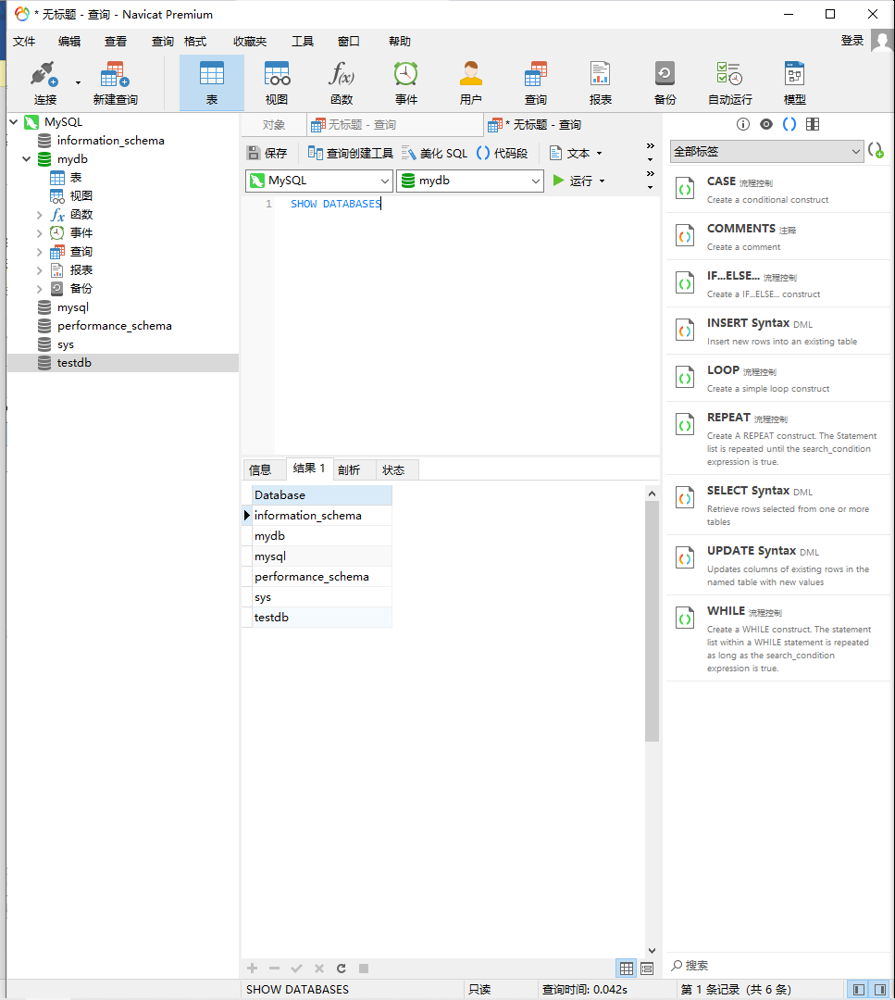 * 无标题 - 查询 - Navicat Premium
文件 编辑 查看 查询 格式 收藏夹 工具 窗口 帮助 登录
连接 新建查询 表 视图 函数 事件 用户 查询 报表 备份 自动运行 模型
MySQL
information_schema
mydb
表
视图
函数
事件
查询
报表
备份
mysql
performance_schema
sys
testdb
对象 无标题 - 查询 * 无标题 - 查询
保存 查询创建工具 美化 SQL 代码段 文本
MySQL mydb 运行
1 SHOW DATABASES
信息 结果 1 剖析 状态
Database
information_schema
mydb
mysql
performance_schema
sys
testdb
全部标签
CASE 流程控制
Create a conditional construct
COMMENTS 注释
Create a comment
IF...ELSE... 流程控制
Create a IF...ELSE... construct
INSERT Syntax DML
Insert new rows into an existing table
LOOP 流程控制
Create a simple loop construct
REPEAT 流程控制
Create A REPEAT construct. The Statement
list is repeated until the search_condition
expression is true.
SELECT Syntax DML
Retrieve rows selected from one or more
tables
UPDATE Syntax DML
Updates columns of existing rows in the
named table with new values
WHILE 流程控制
Create a WHILE construct. The statement
list within a WHILE statement is repeated
as long as the search_condition
expression is true.
搜索
SHOW DATABASES 只读 查询时间: 0.042s 第 1 条记录 (共 6 条)